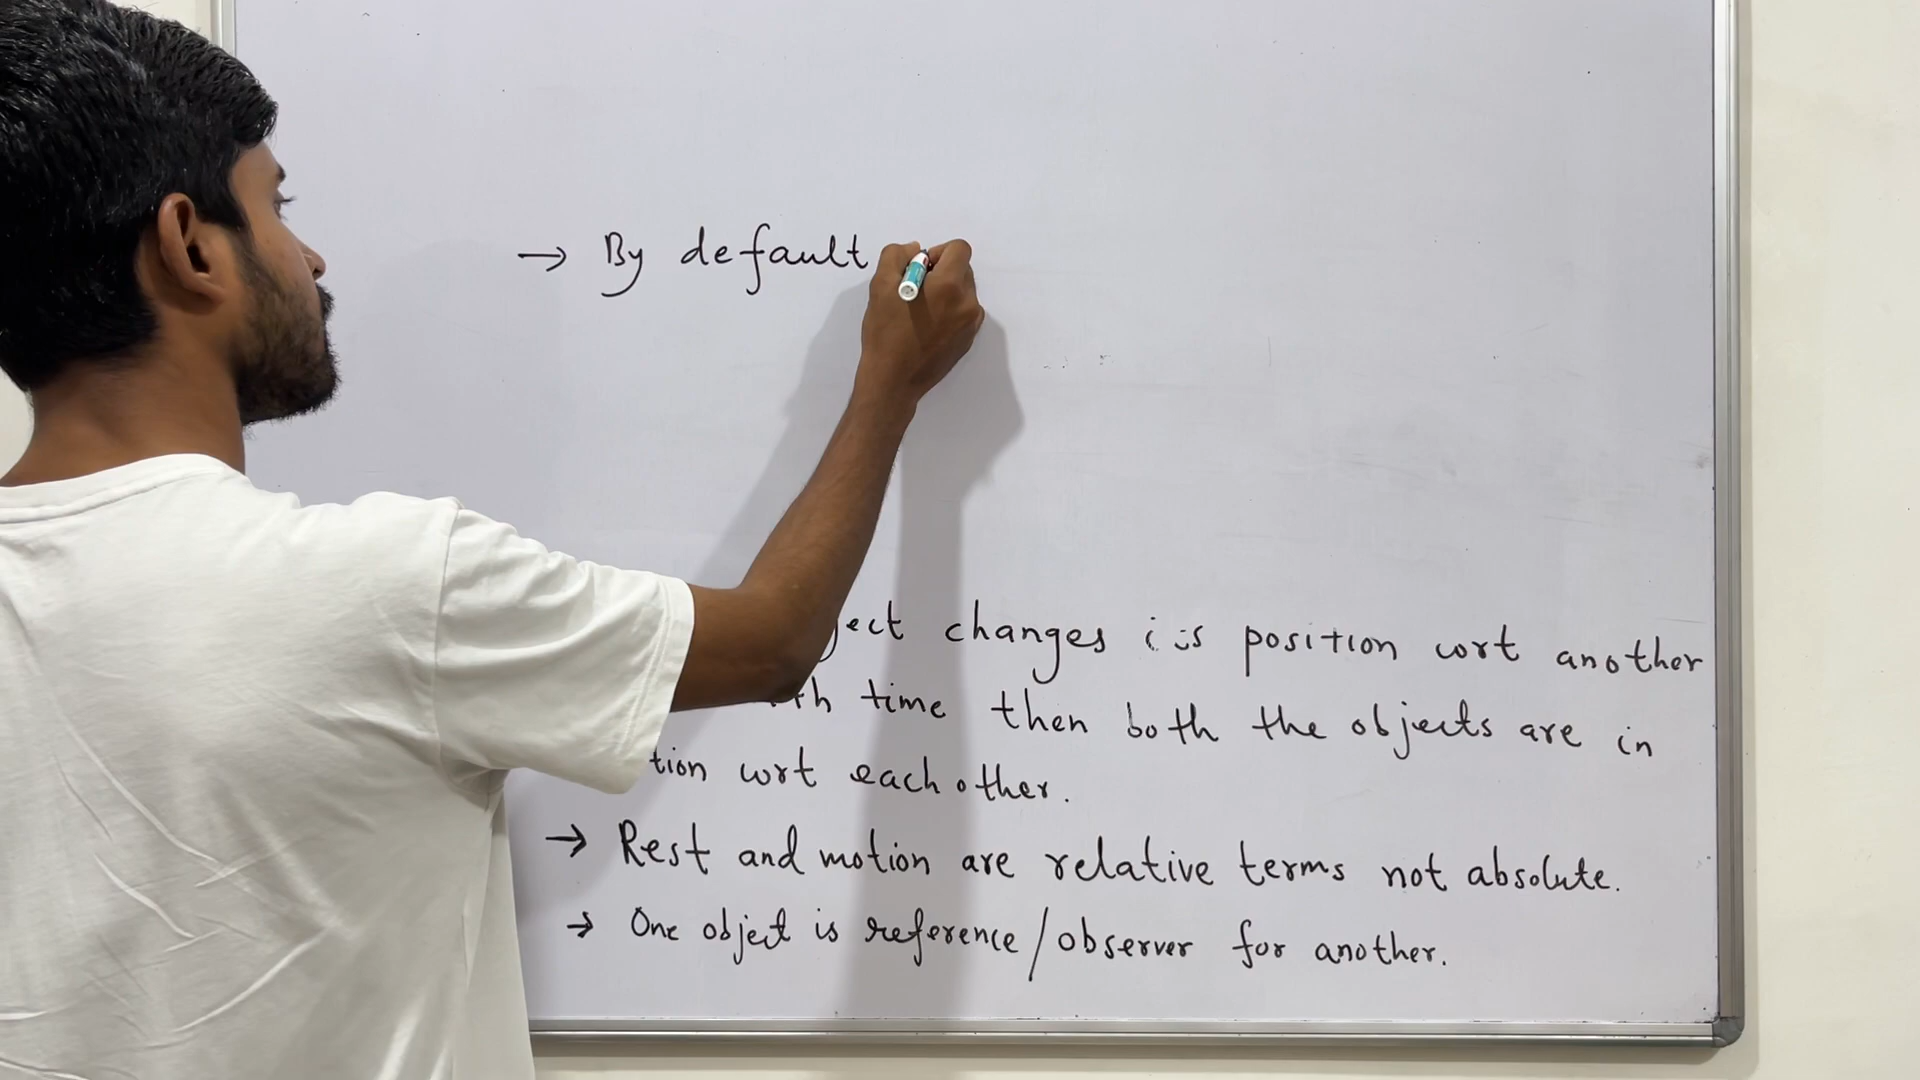 → By default
ject changes its position wrt another
th time then both the objects are in
tion wrt each other.
→ Rest and motion are relative terms not absolute.
→ One object is reference/observer for another.